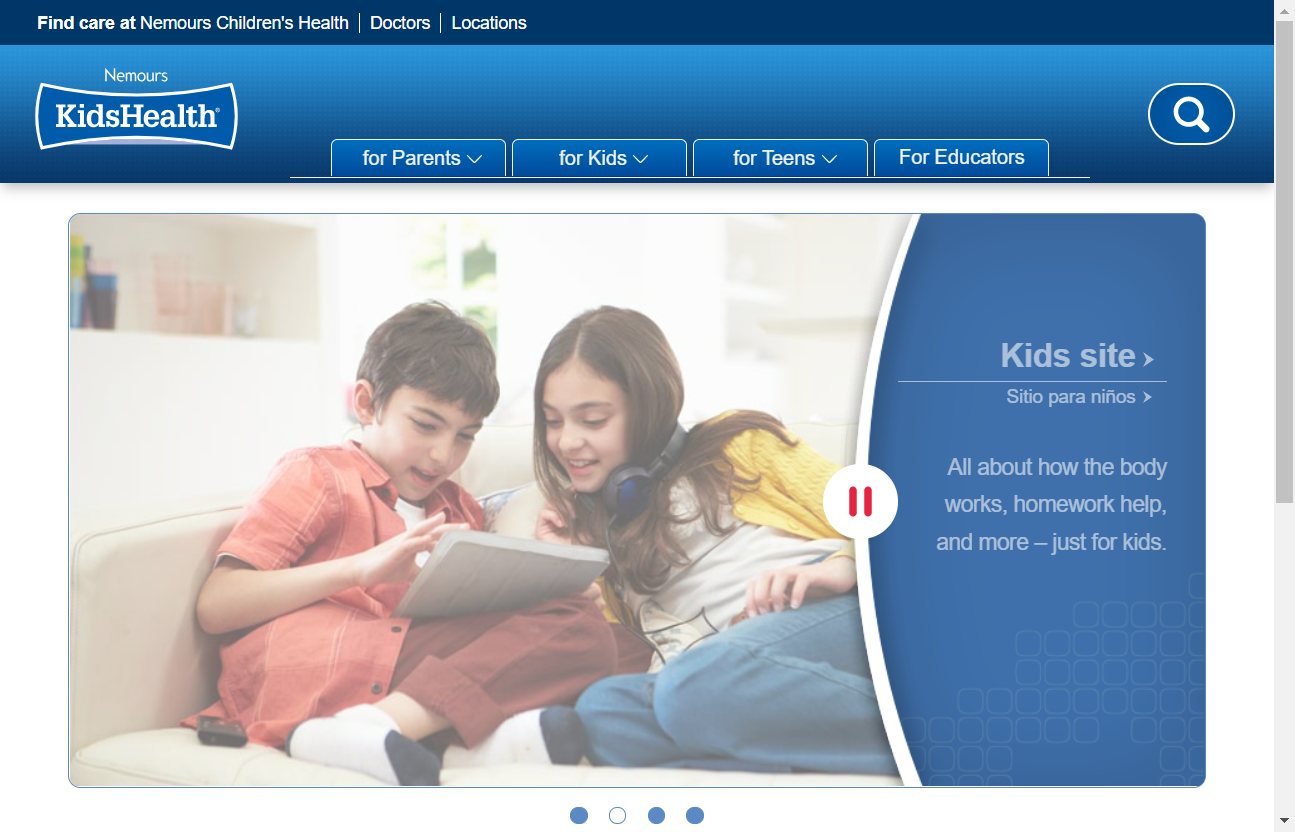 Find care at Nemours Children's Health Doctors Locations
Nemours
KidsHealth®
for Parents for Kids for Teens For Educators
Kids site
Sitio para niños
All about how the body
works, homework help,
and more – just for kids.